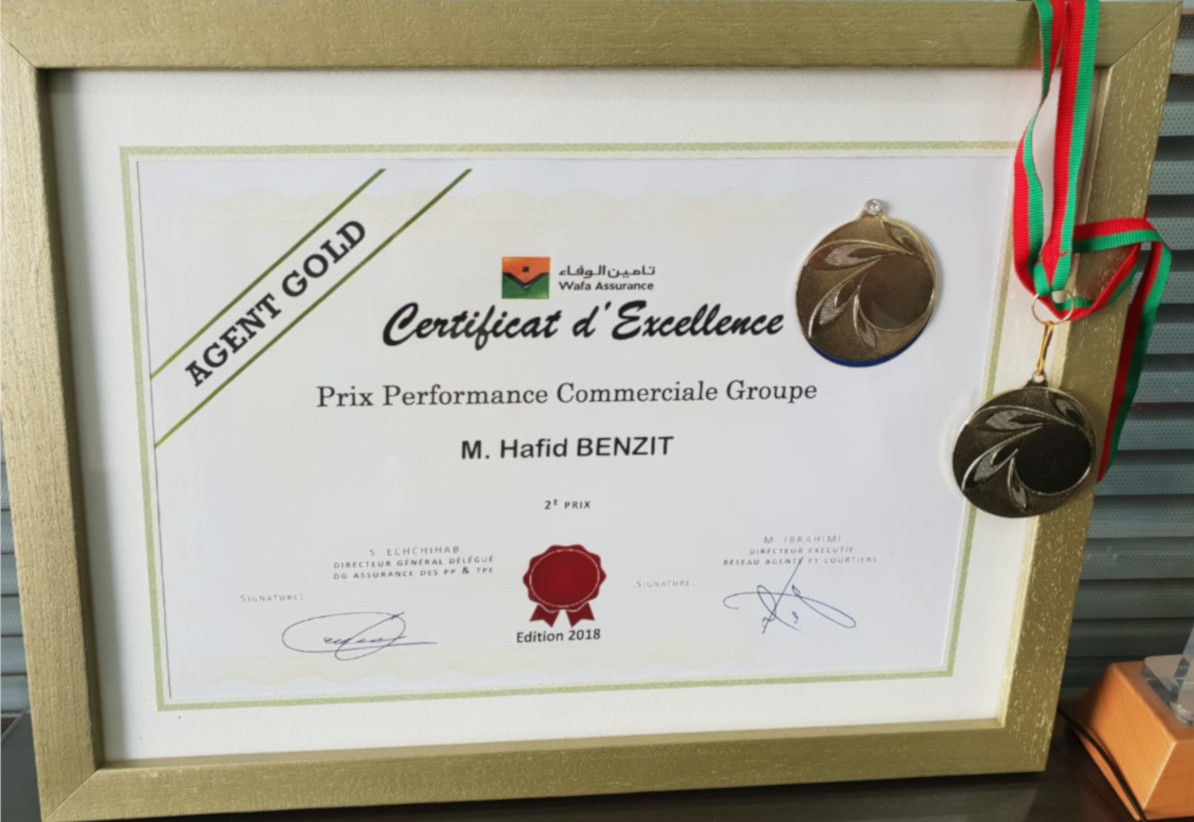 AGENT GOLD
تامين الوفاء
Wafa Assurance
Certificat d'Excellence
Prix Performance Commerciale Groupe
M. Hafid BENZIT
2E PRIX
S. ECHCHIHAB
DIRECTEUR GÉNÉRAL DÉLÉGUÉ
DG ASSURANCE DES PP & TPE
SIGNATURE:
M. IBRAHIMI
DIRECTEUR EXECUTIF
RÉSEAU AGENTS ET COURTIERS
SIGNATURE:
Edition 2018